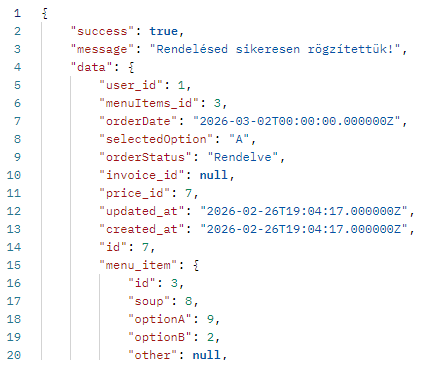 1 {
2     "success": true,
3     "message": "Rendelésed sikeresen rögzítettük!",
4     "data": {
5         "user_id": 1,
6         "menuItems_id": 3,
7         "orderDate": "2026-03-02T00:00:00.000000Z",
8         "selectedOption": "A",
9         "orderStatus": "Rendelve",
10         "invoice_id": null,
11         "price_id": 7,
12         "updated_at": "2026-02-26T19:04:17.000000Z",
13         "created_at": "2026-02-26T19:04:17.000000Z",
14         "id": 7,
15         "menu_item": {
16             "id": 3,
17             "soup": 8,
18             "optionA": 9,
19             "optionB": 2,
20             "other": null,